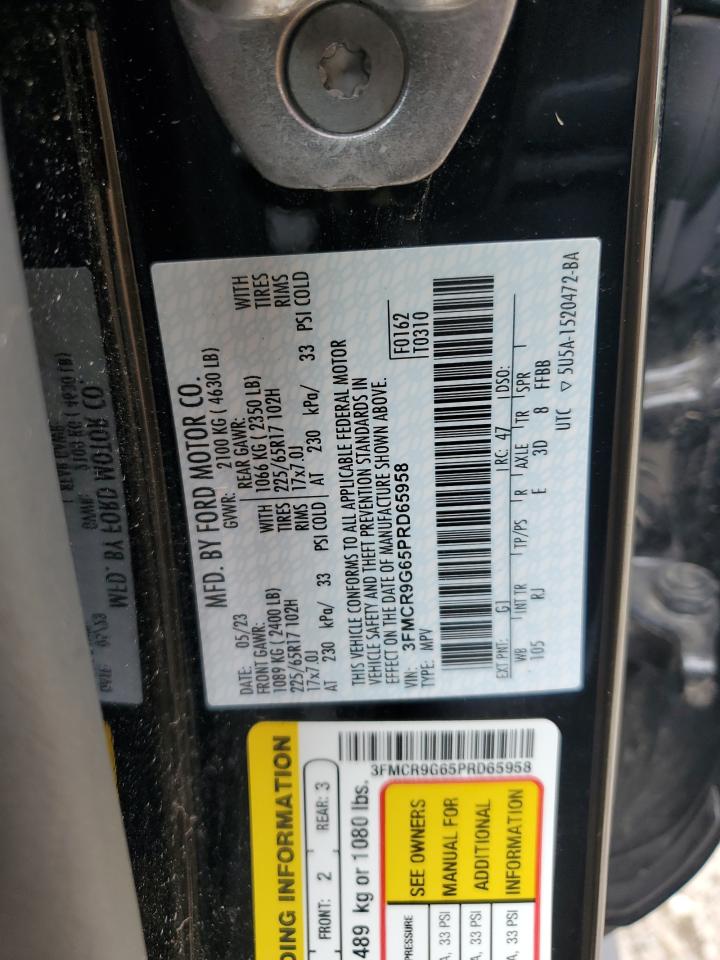 MFD. BY FORD MOTOR CO.
DATE: 05/23 GVWR: 2100 KG ( 4630 LB)
FRONT GAWR: REAR GAWR:
1089 KG ( 2400 LB) WITH 1066 KG ( 2350 LB) WITH
225/65R17 102H TIRES 225/65R17 102H TIRES
17x7.0J RIMS 17x7.0J RIMS
AT 230 kPa/ 33 PSI COLD AT 230 kPa/ 33 PSI COLD
THIS VEHICLE CONFORMS TO ALL APPLICABLE FEDERAL MOTOR
VEHICLE SAFETY AND THEFT PREVENTION STANDARDS IN
EFFECT ON THE DATE OF MANUFACTURE SHOWN ABOVE.
VIN: 3FMCR9G65PRD65958 F0162
TYPE: MPV T0310
EXT PNT: G1 RC: 47 DSO:
WB INT TR TP/PS R AXLE TR SPR
105 RJ E 3D 8 FFBB
UTC ▽ 5U5A-1520472-BA
DING INFORMATION
FRONT: 2 REAR: 3
489 kg or 1080 lbs.
3FMCR9G65PRD65958
PRESSURE SEE OWNERS
A, 33 PSI MANUAL FOR
A, 33 PSI ADDITIONAL
A, 33 PSI INFORMATION